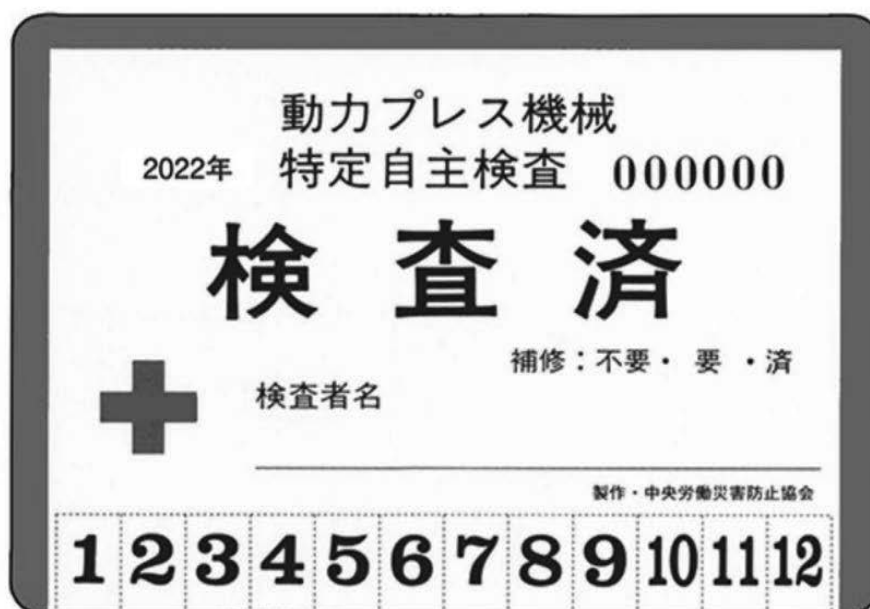 動力プレス機械
2022年 特定自主検査 000000
検査済
補修：不要・ 要 ・済
検査者名
製作・中央労働災害防止協会
1 2 3 4 5 6 7 8 9 10 11 12